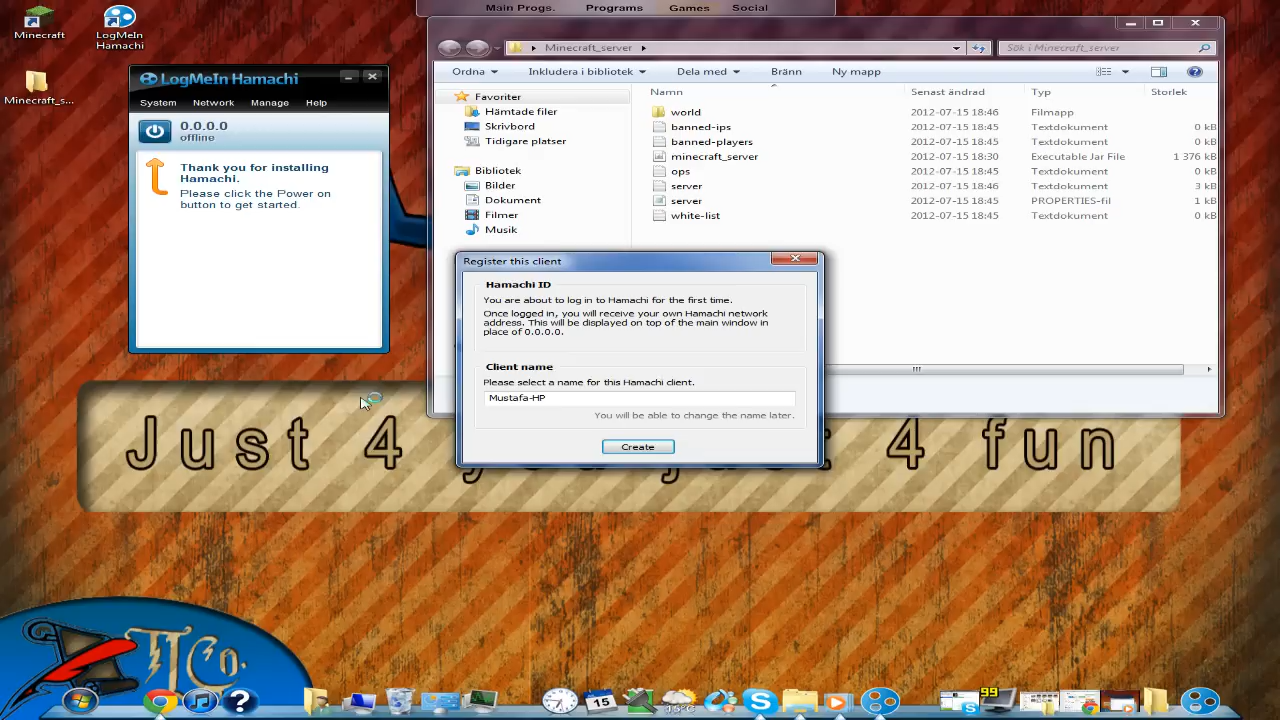 Main Progs. Programs Games Social
Minecraft
LogMeIn Hamachi
Minecraft_s...
LogMeIn Hamachi
System Network Manage Help
0.0.0.0
offline
Thank you for installing
Hamachi.
Please click the Power on
button to get started.
Minecraft_server
Sök i Minecraft_server
Ordna Inkludera i bibliotek Dela med Bränn Ny mapp
Favoriter
Hämtade filer
Skrivbord
Tidigare platser
Bibliotek
Bilder
Dokument
Filmer
Musik
Namn Senast ändrad Typ Storlek
world 2012-07-15 18:46 Filmapp
banned-ips 2012-07-15 18:45 Textdokument 0 kB
banned-players 2012-07-15 18:45 Textdokument 0 kB
minecraft_server 2012-07-15 18:30 Executable Jar File 1 376 kB
ops 2012-07-15 18:45 Textdokument 0 kB
server 2012-07-15 18:46 Textdokument 3 kB
server 2012-07-15 18:45 PROPERTIES-fil 1 kB
white-list 2012-07-15 18:45 Textdokument 0 kB
Register this client
Hamachi ID
You are about to log in to Hamachi for the first time.
Once logged in, you will receive your own Hamachi network
address. This will be displayed on top of the main window in
place of 0.0.0.0.
Client name
Please select a name for this Hamachi client.
Mustafa-HP
You will be able to change the name later.
Create
Just 4 you just 4 fun
TTCo.
15
15°C
99